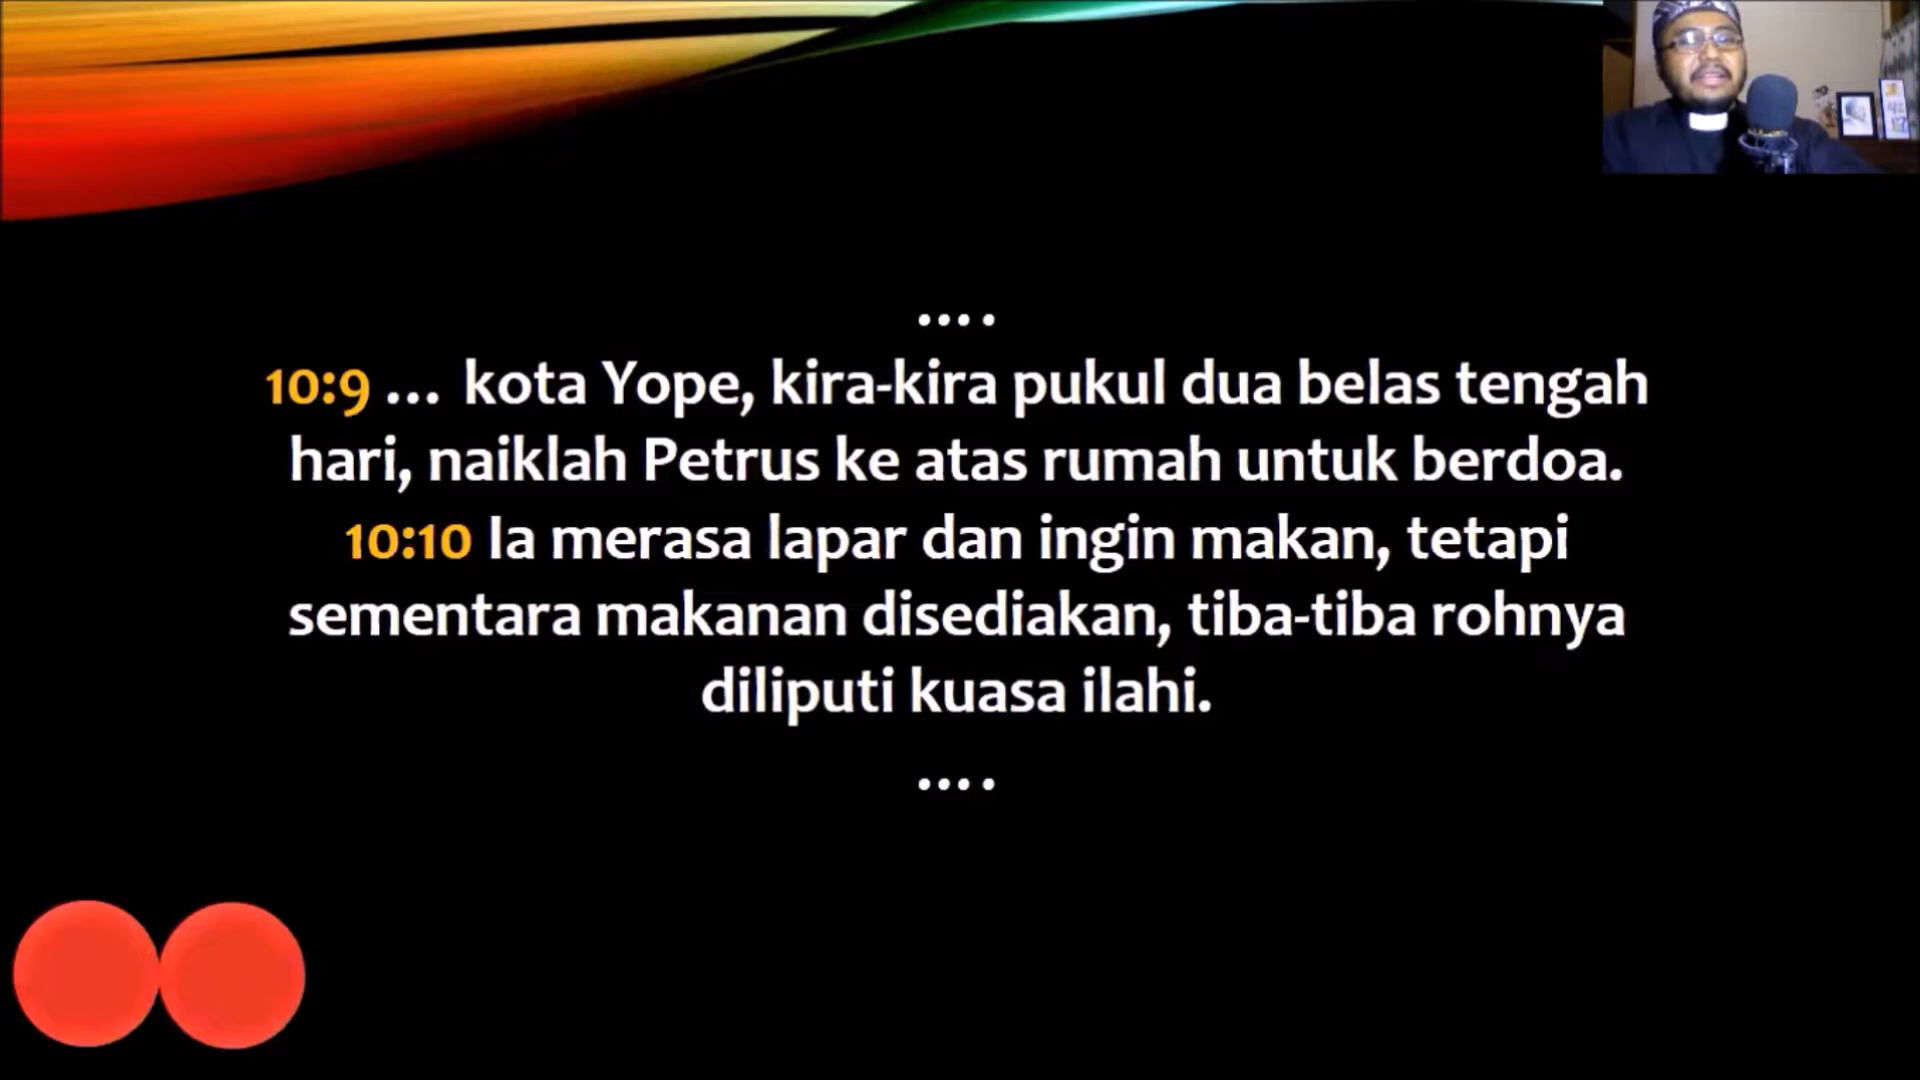 ....
10:9 ... kota Yope, kira-kira pukul dua belas tengah
hari, naiklah Petrus ke atas rumah untuk berdoa.
10:10 Ia merasa lapar dan ingin makan, tetapi
sementara makanan disediakan, tiba-tiba rohnya
diliputi kuasa ilahi.
....